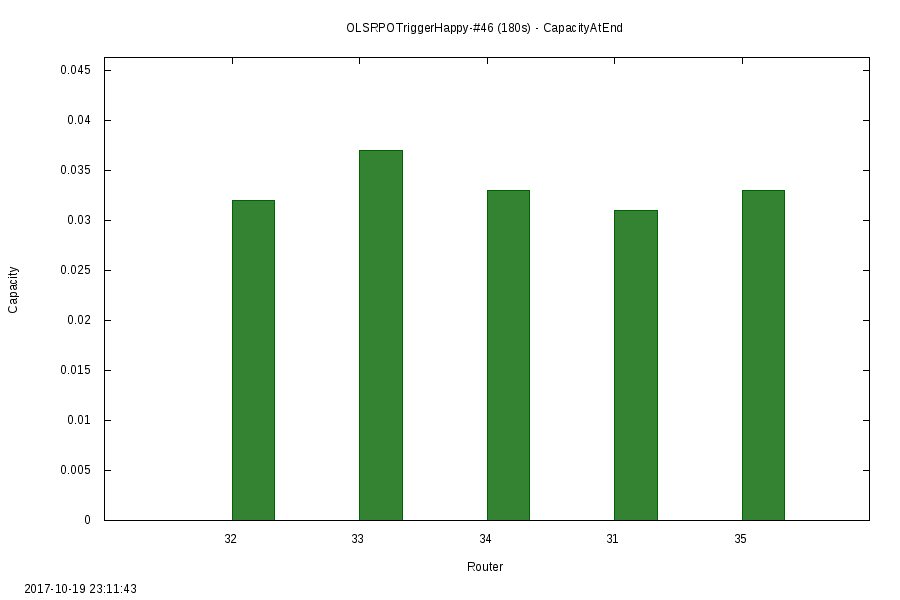 OLSRPOTriggerHappy-#46 (180s) - CapacityAtEnd
0.045
0.04
0.035
0.03
0.025
0.02
0.015
0.01
0.005
0
Capacity
32 33 34 31 35
Router
2017-10-19 23:11:43